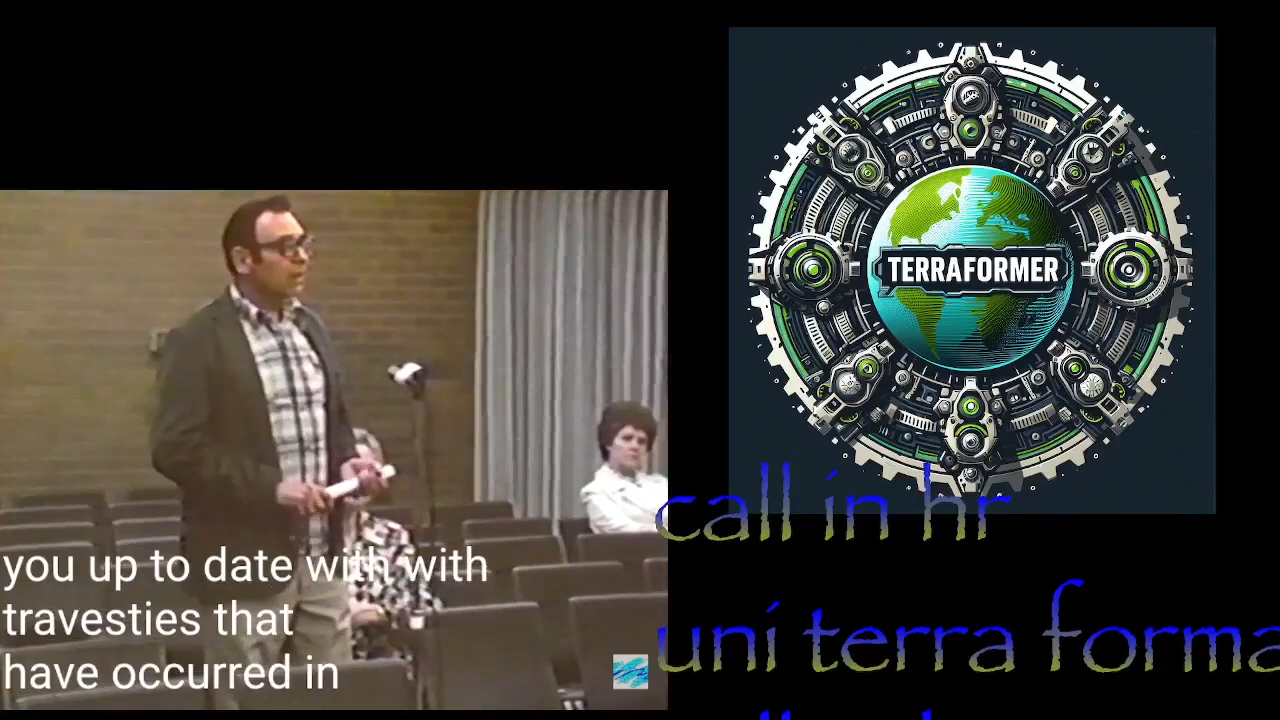 TERRAFORMER
call in hr
uni terra forma
you up to date with with
travesties that
have occurred in